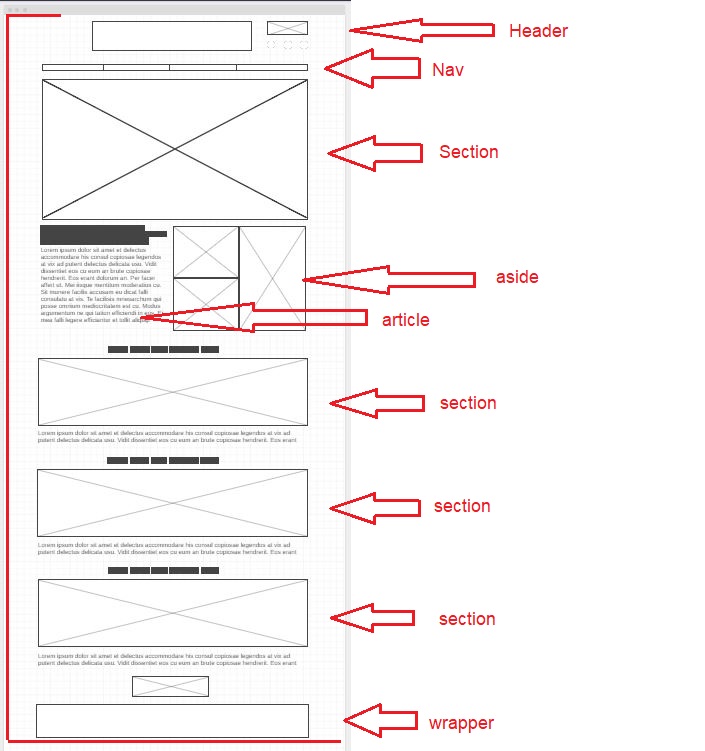 Header
Nav
Section
Lorem ipsum dolor sit amet et delectus
accommodare his consul copiosae legendos
at vix ad putent delectus delicata usu. Vidit
dissentiet eos cu eum an brute copiosae
hendrerit. Eos erant dolorum an. Per facer
affert ut. Mei iisque mentitum moderatius cu.
Sit munere facilis accusam eu dicat falli
consulatu at vis. Te facilisis mnesarchum qui
posse omnium mediocritatem est cu. Modus
argumentum ne qui tation efficiendi in eos. Ei
mea falli legere efficiantur et tollit aliquip
aside
article
section
Lorem ipsum dolor sit amet et delectus accommodare his consul copiosae legendos at vix ad
putent delectus delicata usu. Vidit dissentiet eos cu eum an brute copiosae hendrerit. Eos erant
section
Lorem ipsum dolor sit amet et delectus accommodare his consul copiosae legendos at vix ad
putent delectus delicata usu. Vidit dissentiet eos cu eum an brute copiosae hendrerit. Eos erant
section
Lorem ipsum dolor sit amet et delectus accommodare his consul copiosae legendos at vix ad
putent delectus delicata usu. Vidit dissentiet eos cu eum an brute copiosae hendrerit. Eos erant
wrapper